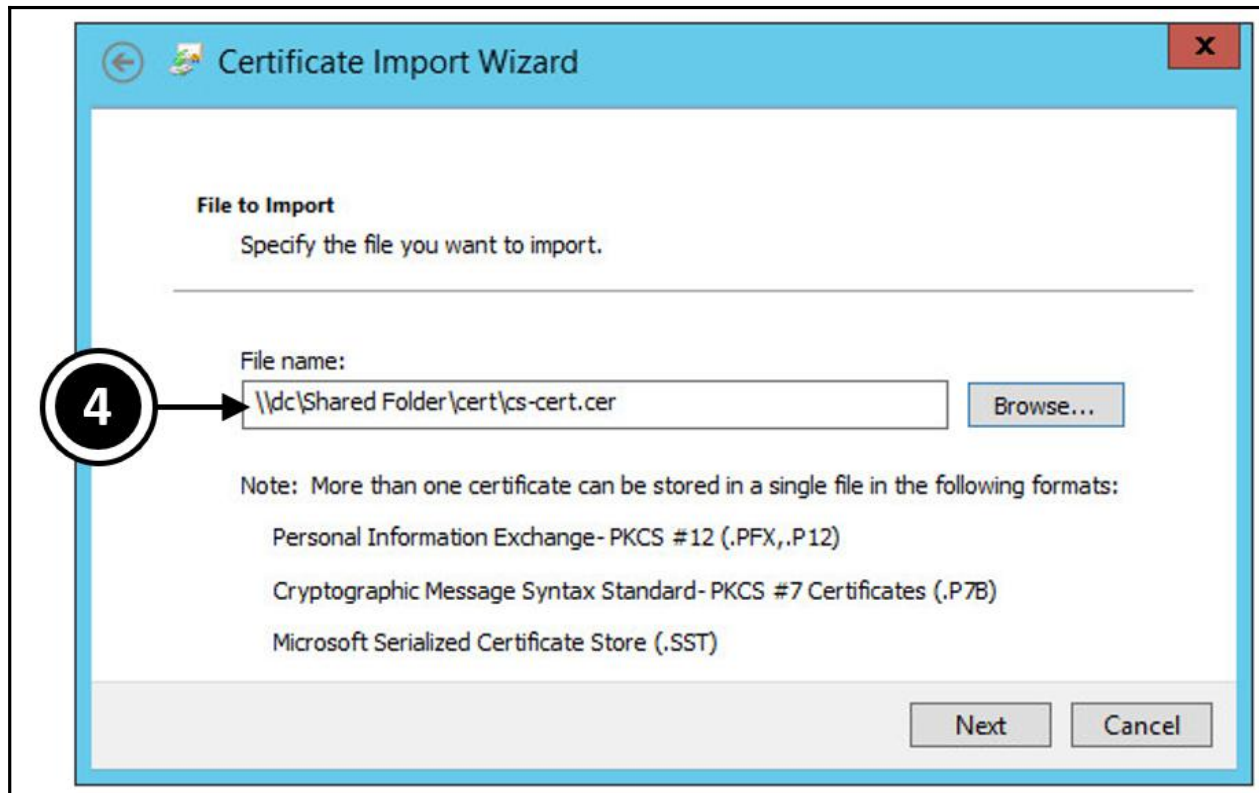 Certificate Import Wizard
x
File to Import
Specify the file you want to import.
File name:
4
\\dc\Shared Folder\cert\cs-cert.cer
Browse...
Note: More than one certificate can be stored in a single file in the following formats:
Personal Information Exchange- PKCS #12 (.PFX,.P12)
Cryptographic Message Syntax Standard- PKCS #7 Certificates (.P7B)
Microsoft Serialized Certificate Store (.SST)
Next
Cancel